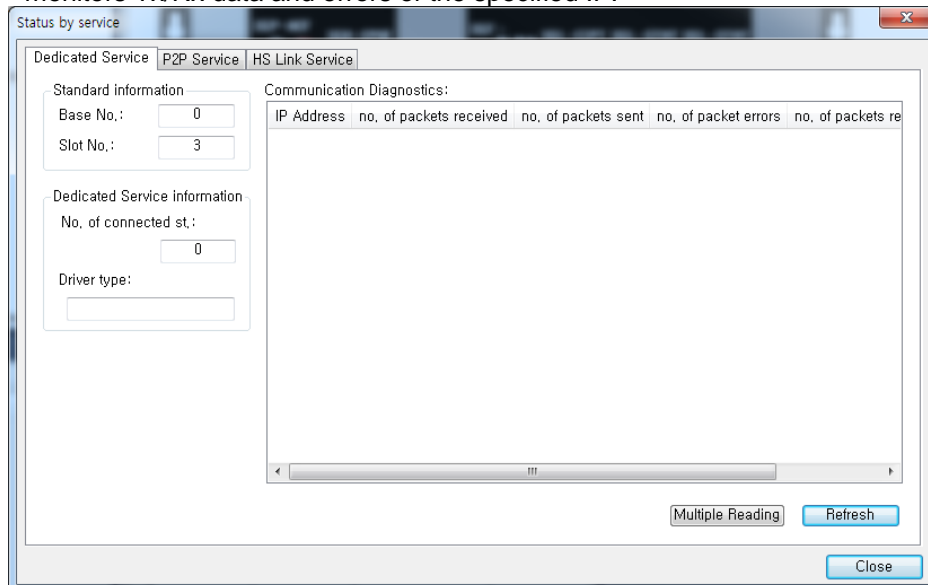 monitors Tx/Rx data and errors of the specified IP.
Status by service
Dedicated Service P2P Service HS Link Service
Standard information
Base No.: 0
Slot No.: 3
Dedicated Service information
No. of connected st.:
0
Driver type:
Communication Diagnostics:
IP Address no. of packets received no. of packets sent no. of packet errors no. of packets re
Multiple Reading Refresh
Close